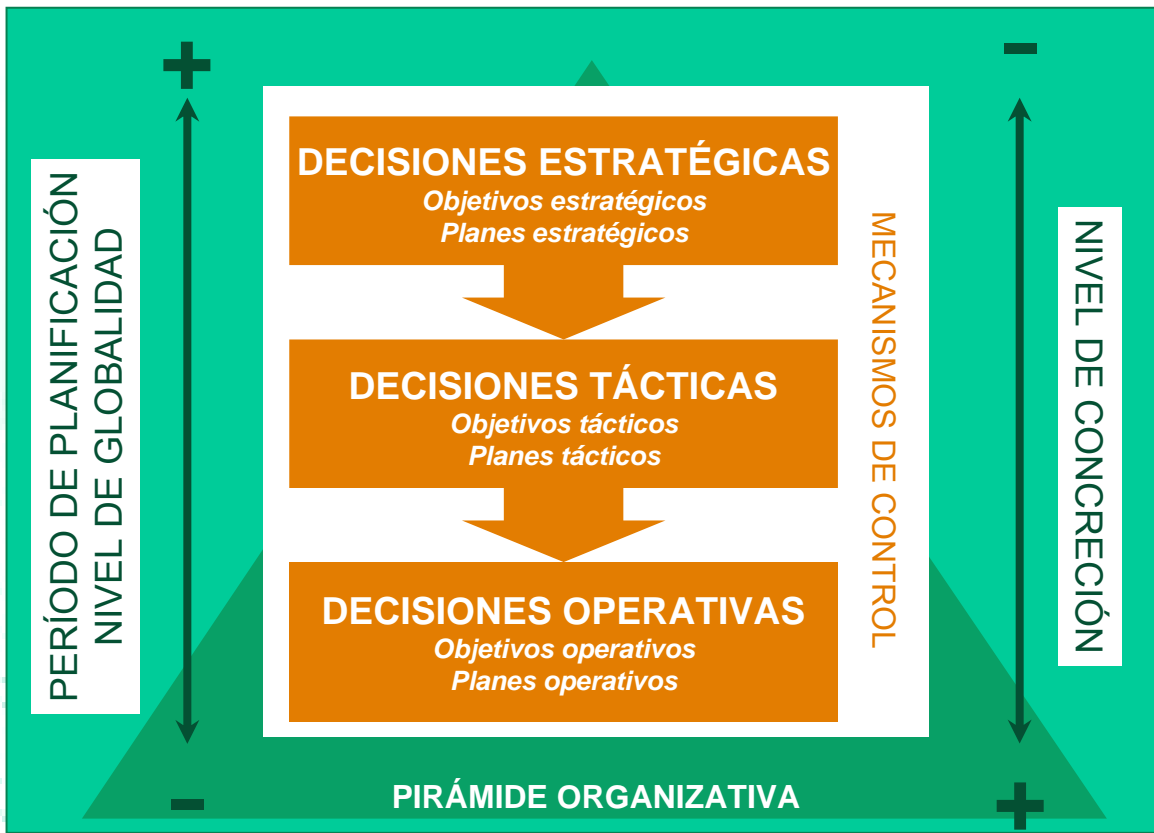 +
-
PERÍODO DE PLANIFICACIÓN
NIVEL DE GLOBALIDAD
DECISIONES ESTRATÉGICAS
Objetivos estratégicos
Planes estratégicos
DECISIONES TÁCTICAS
Objetivos tácticos
Planes tácticos
DECISIONES OPERATIVAS
Objetivos operativos
Planes operativos
MECANISMOS DE CONTROL
NIVEL DE CONCRECIÓN
-
PIRÁMIDE ORGANIZATIVA
+